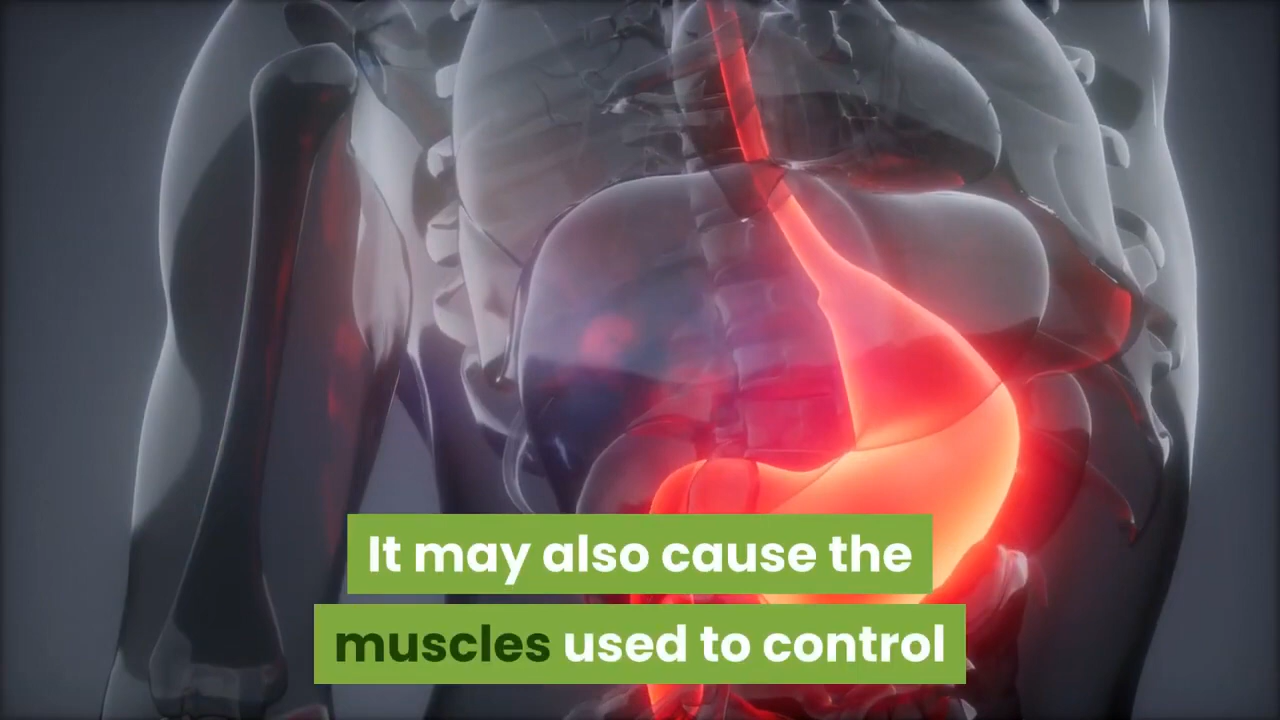 It may also cause the
muscles used to control